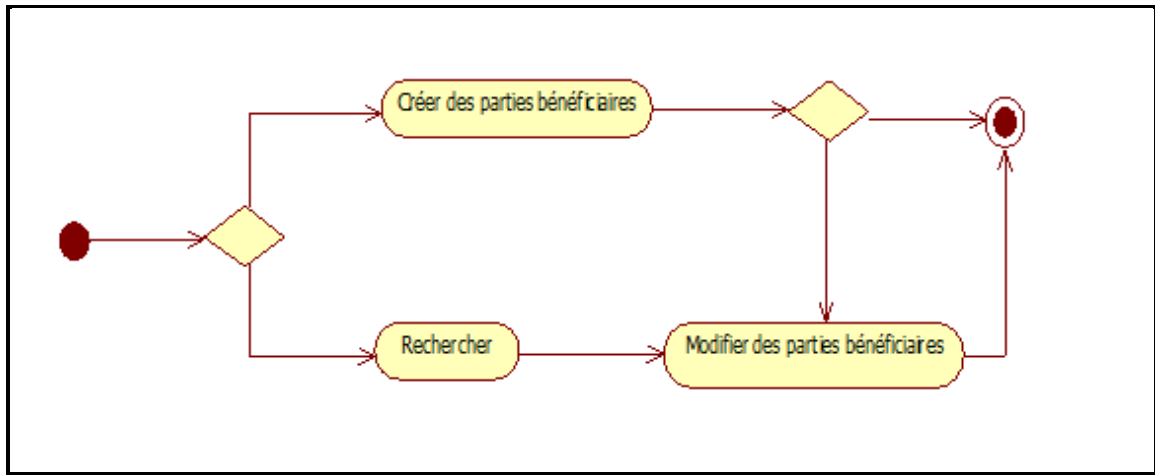 Créer des parties bénéficiaires
Rechercher
Modifier des parties bénéficiaires